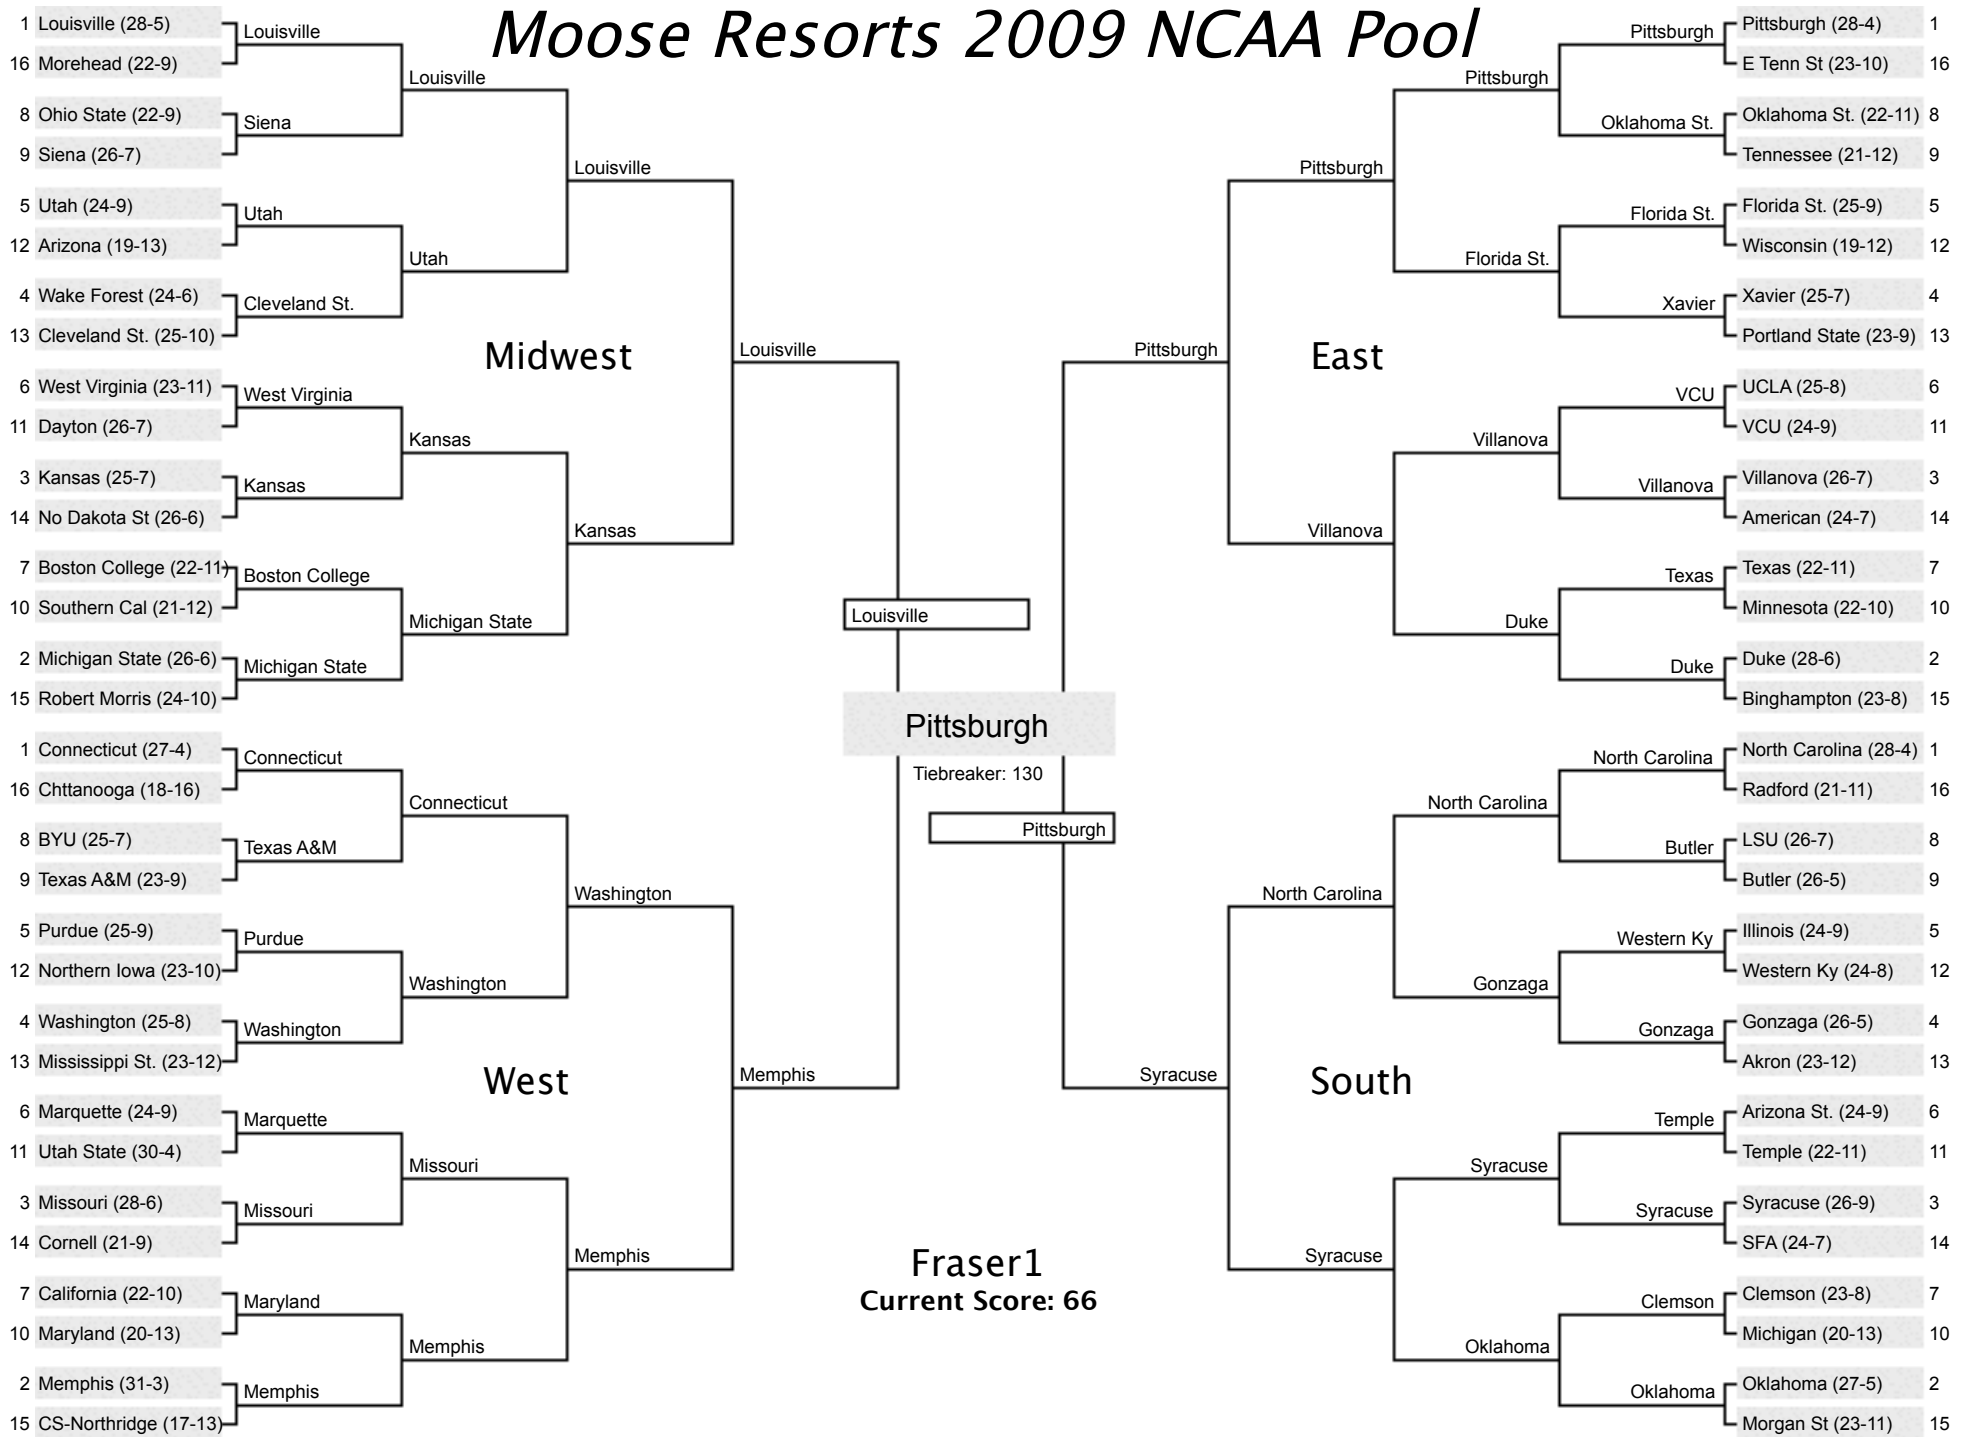 Moose Resorts 2009 NCAA Pool
1 Louisville (28-5)
16 Morehead (22-9)
8 Ohio State (22-9)
9 Siena (26-7)
5 Utah (24-9)
12 Arizona (19-13)
4 Wake Forest (24-6)
13 Cleveland St. (25-10)
6 West Virginia (23-11)
11 Dayton (26-7)
3 Kansas (25-7)
14 No Dakota St (26-6)
7 Boston College (22-11)
10 Southern Cal (21-12)
2 Michigan State (26-6)
15 Robert Morris (24-10)
Louisville
Siena
Utah
Cleveland St.
West Virginia
Kansas
Boston College
Michigan State
Louisville
Utah
Kansas
Michigan State
Louisville
Kansas
Midwest
Louisville
1 Connecticut (27-4)
16 Chttanooga (18-16)
8 BYU (25-7)
9 Texas A&M (23-9)
5 Purdue (25-9)
12 Northern Iowa (23-10)
4 Washington (25-8)
13 Mississippi St. (23-12)
6 Marquette (24-9)
11 Utah State (30-4)
3 Missouri (28-6)
14 Cornell (21-9)
7 California (22-10)
10 Maryland (20-13)
2 Memphis (31-3)
15 CS-Northridge (17-13)
Connecticut
Texas A&M
Purdue
Washington
Marquette
Missouri
Maryland
Memphis
Connecticut
Washington
Missouri
Memphis
Washington
Memphis
West
Memphis
Louisville
Pittsburgh
Tiebreaker: 130
Pittsburgh
Fraser1
Current Score: 66
Pittsburgh (28-4) 1
E Tenn St (23-10) 16
Oklahoma St. (22-11) 8
Tennessee (21-12) 9
Florida St. (25-9) 5
Wisconsin (19-12) 12
Xavier (25-7) 4
Portland State (23-9) 13
UCLA (25-8) 6
VCU (24-9) 11
Villanova (26-7) 3
American (24-7) 14
Texas (22-11) 7
Minnesota (22-10) 10
Duke (28-6) 2
Binghampton (23-8) 15
Pittsburgh
Oklahoma St.
Florida St.
Xavier
VCU
Villanova
Texas
Duke
Pittsburgh
Florida St.
Villanova
Duke
Pittsburgh
Villanova
East
Pittsburgh
North Carolina (28-4) 1
Radford (21-11) 16
LSU (26-7) 8
Butler (26-5) 9
Illinois (24-9) 5
Western Ky (24-8) 12
Gonzaga (26-5) 4
Akron (23-12) 13
Arizona St. (24-9) 6
Temple (22-11) 11
Syracuse (26-9) 3
SFA (24-7) 14
Clemson (23-8) 7
Michigan (20-13) 10
Oklahoma (27-5) 2
Morgan St (23-11) 15
North Carolina
Butler
Western Ky
Gonzaga
Temple
Syracuse
Clemson
Oklahoma
North Carolina
Gonzaga
Syracuse
Oklahoma
North Carolina
Syracuse
South
Syracuse